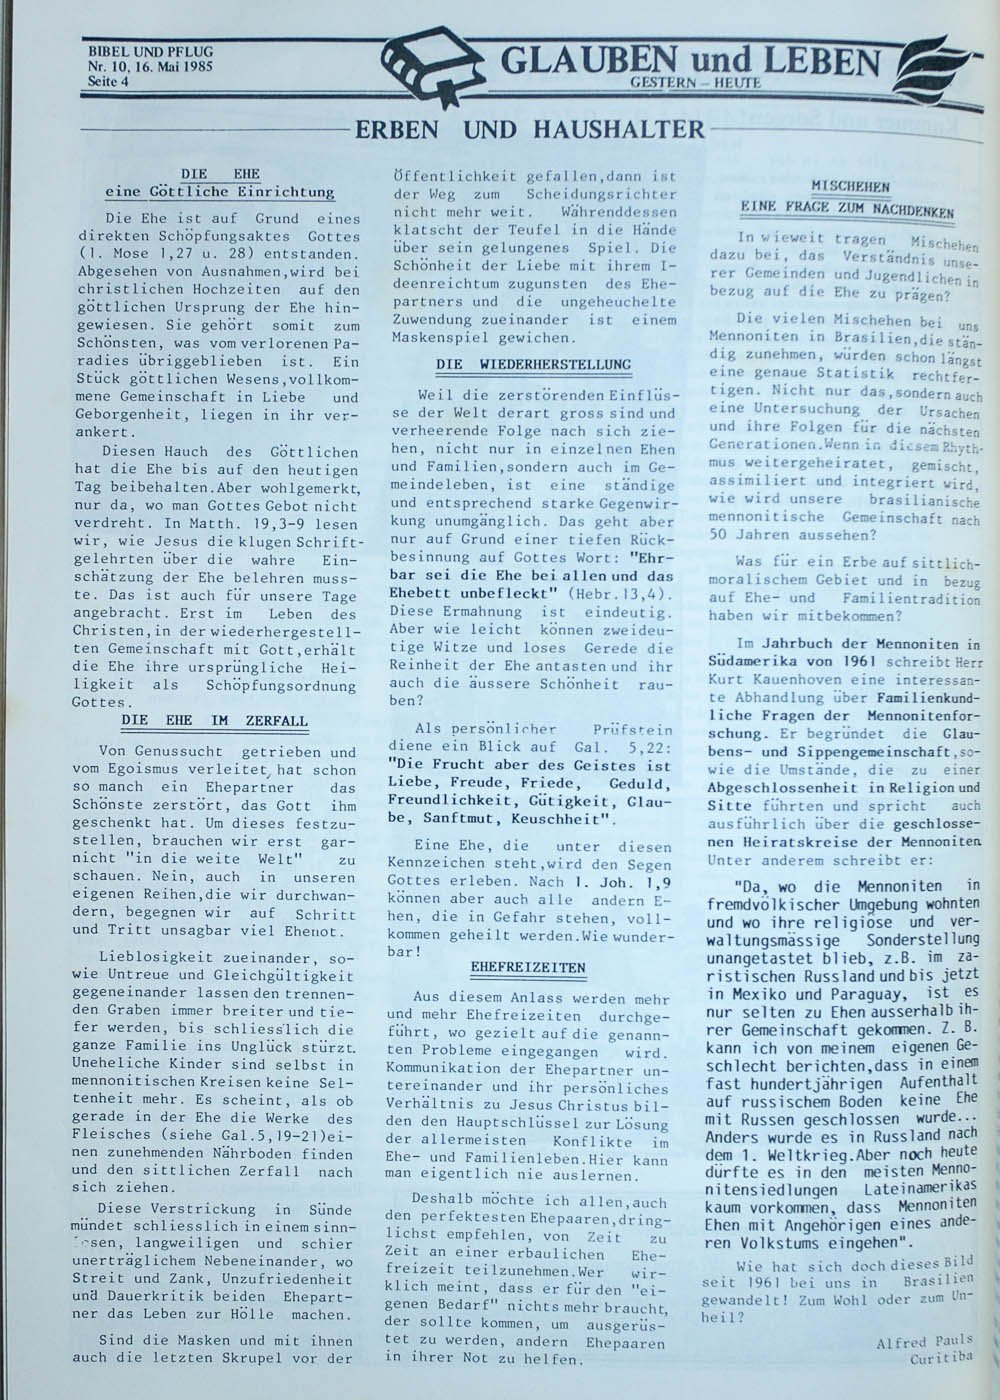 BIBEL UND PFLUG
Nr. 10, 16. Mai 1985
Seite 4
GLAUBEN und LEBEN
GESTERN – HEUTE
ERBEN UND HAUSHALTER
DIE EHE
eine Göttliche Einrichtung
Die Ehe ist auf Grund eines
direkten Schöpfungsaktes Gottes
(1. Mose 1,27 u. 28) entstanden.
Abgesehen von Ausnahmen,wird bei
christlichen Hochzeiten auf den
göttlichen Ursprung der Ehe hin-
gewiesen. Sie gehört somit zum
Schönsten, was vom verlorenen Pa-
radies übriggeblieben ist. Ein
Stück göttlichen Wesens,vollkom-
mene Gemeinschaft in Liebe und
Geborgenheit, liegen in ihr ver-
ankert.
Diesen Hauch des Göttlichen
hat die Ehe bis auf den heutigen
Tag beibehalten.Aber wohlgemerkt,
nur da, wo man Gottes Gebot nicht
verdreht. In Matth. 19,3-9 lesen
wir, wie Jesus die klugen Schrift-
gelehrten über die wahre Ein-
schätzung der Ehe belehren muss-
te. Das ist auch für unsere Tage
angebracht. Erst im Leben des
Christen,in der wiederhergestell-
ten Gemeinschaft mit Gott,erhält
die Ehe ihre ursprüngliche Hei-
ligkeit als Schöpfungsordnung
Gottes.
DIE EHE IM ZERFALL
Von Genussucht getrieben und
vom Egoismus verleitet, hat schon
so manch ein Ehepartner das
Schönste zerstört, das Gott ihm
geschenkt hat. Um dieses festzu-
stellen, brauchen wir erst gar-
nicht "in die weite Welt" zu
schauen. Nein, auch in unseren
eigenen Reihen,die wir durchwan-
dern, begegnen wir auf Schritt
und Tritt unsagbar viel Ehenot.
Lieblosigkeit zueinander, so-
wie Untreue und Gleichgültigkeit
gegeneinander lassen den trennen-
den Graben immer breiter und tie-
fer werden, bis schliesslich die
ganze Familie ins Unglück stürzt.
Uneheliche Kinder sind selbst in
mennonitischen Kreisen keine Sel-
tenheit mehr. Es scheint, als ob
gerade in der Ehe die Werke des
Fleisches (siehe Gal.5,19-21)ei-
nen zunehmenden Nährboden finden
und den sittlichen Zerfall nach
sich ziehen.
Diese Verstrickung in Sünde
mündet schliesslich in einem sinn-
losen, langweiligen und schier
unerträglichem Nebeneinander, wo
Streit und Zank, Unzufriedenheit
und Dauerkritik beiden Ehepart-
ner das Leben zur Hölle machen.
Sind die Masken und mit ihnen
auch die letzten Skrupel vor der
Öffentlichkeit gefallen,dann ist
der Weg zum Scheidungsrichter
nicht mehr weit. Währenddessen
klatscht der Teufel in die Hände
über sein gelungenes Spiel. Die
Schönheit der Liebe mit ihrem I-
deenreichtum zugunsten des Ehe-
partners und die ungeheuchelte
Zuwendung zueinander ist einem
Maskenspiel gewichen.
DIE WIEDERHERSTELLUNG
Weil die zerstörenden Einflüs-
se der Welt derart gross sind und
verheerende Folge nach sich zie-
hen, nicht nur in einzelnen Ehen
und Familien,sondern auch im Ge-
meindeleben, ist eine ständige
und entsprechend starke Gegenwir-
kung unumgänglich. Das geht aber
nur auf Grund einer tiefen Rück-
besinnung auf Gottes Wort: "Ehr-
bar sei die Ehe bei allen und das
Ehebett unbefleckt" (Hebr.13,4).
Diese Ermahnung ist eindeutig.
Aber wie leicht können zweideu-
tige Witze und loses Gerede die
Reinheit der Ehe antasten und ihr
auch die äussere Schönheit rau-
ben?
Als persönlicher Prüfstein
diene ein Blick auf Gal. 5,22:
"Die Frucht aber des Geistes ist
Liebe, Freude, Friede, Geduld,
Freundlichkeit, Gütigkeit, Glau-
be, Sanftmut, Keuschheit".
Eine Ehe, die unter diesen
Kennzeichen steht,wird den Segen
Gottes erleben. Nach 1. Joh. 1,9
können aber auch alle andern E-
hen, die in Gefahr stehen, voll-
kommen geheilt werden.Wie wunder-
bar!
EHEFREIZEITEN
Aus diesem Anlass werden mehr
und mehr Ehefreizeiten durchge-
führt, wo gezielt auf die genann-
ten Probleme eingegangen wird.
Kommunikation der Ehepartner un-
tereinander und ihr persönliches
Verhältnis zu Jesus Christus bil-
den den Hauptschlüssel zur Lösung
der allermeisten Konflikte im
Ehe- und Familienleben.Hier kann
man eigentlich nie auslernen.
Deshalb möchte ich allen,auch
den perfektesten Ehepaaren,dring-
lichst empfehlen, von Zeit zu
Zeit an einer erbaulichen Ehe-
freizeit teilzunehmen.Wer wir-
klich meint, dass er für den "ei-
genen Bedarf" nichts mehr braucht,
der sollte kommen, um ausgerüs-
tet zu werden, andern Ehepaaren
in ihrer Not zu helfen.
MISCHEHEN
EINE FRAGE ZUM NACHDENKEN
In wieweit tragen Mischehen
dazu bei, das Verständnis unse-
rer Gemeinden und Jugendlichen in
bezug auf die Ehe zu prägen?
Die vielen Mischehen bei uns
Mennoniten in Brasilien,die stän-
dig zunehmen, würden schon längst
eine genaue Statistik rechtfer-
tigen. Nicht nur das,sondern auch
eine Untersuchung der Ursachen
und ihre Folgen für die nächsten
Generationen.Wenn in diesem Rhyth-
mus weitergeheiratet, gemischt,
assimiliert und integriert wird,
wie wird unsere brasilianische
mennonitische Gemeinschaft nach
50 Jahren aussehen?
Was für ein Erbe auf sittlich-
moralischem Gebiet und in bezug
auf Ehe- und Familientradition
haben wir mitbekommen?
Im Jahrbuch der Mennoniten in
Südamerika von 1961 schreibt Herr
Kurt Kauenhoven eine interessan-
te Abhandlung über Familienkund-
liche Fragen der Mennonitenfor-
schung. Er begründet die Glau-
bens- und Sippengemeinschaft,so-
wie die Umstände, die zu einer
Abgeschlossenheit in Religion und
Sitte führten und spricht auch
ausführlich über die geschlosse-
nen Heiratskreise der Mennoniten
Unter anderem schreibt er:
"Da, wo die Mennoniten in
fremdvölkischer Umgebung wohnten
und wo ihre religiöse und ver-
waltungsmässige Sonderstellung
unangetastet blieb, z.B. im za-
ristischen Russland und bis jetzt
in Mexiko und Paraguay, ist es
nur selten zu Ehen ausserhalb ih-
rer Gemeinschaft gekommen. Z. B.
kann ich von meinem eigenen Ge-
schlecht berichten,dass in einem
fast hundertjährigen Aufenthalt
auf russischem Boden keine Ehe
mit Russen geschlossen wurde...
Anders wurde es in Russland nach
dem 1. Weltkrieg.Aber noch heute
dürfte es in den meisten Menno-
nitensiedlungen Lateinamerikas
kaum vorkommen, dass Mennoniten
Ehen mit Angehörigen eines ande-
ren Volkstums eingehen".
Wie hat sich doch dieses Bild
seit 1961 bei uns in Brasilien
gewandelt! Zum Wohl oder zum Un-
heil?
Alfred Pauls
Curitiba